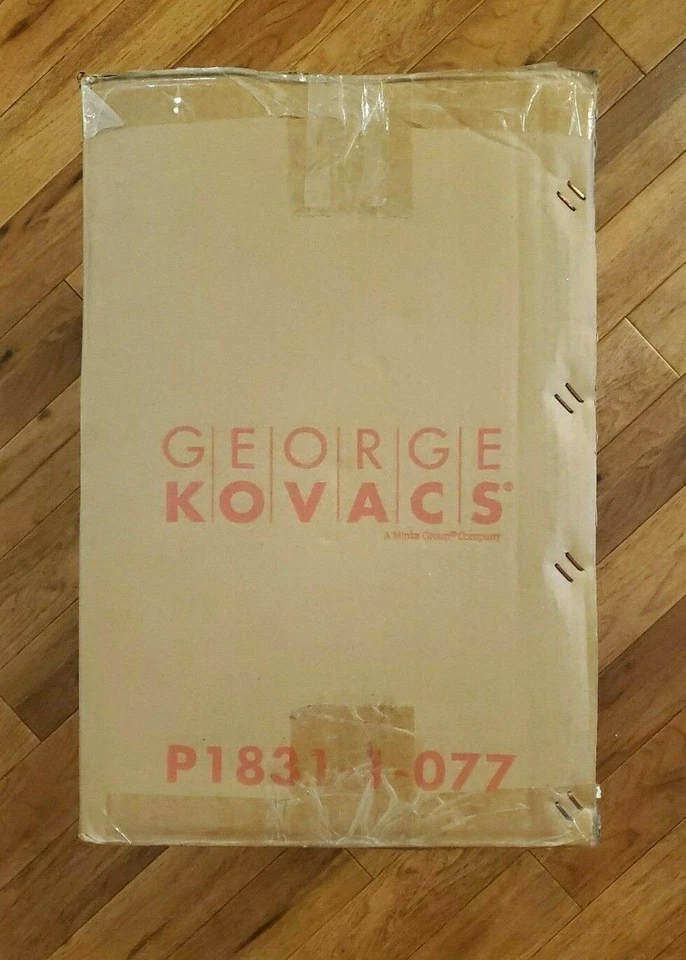 GEORGE
KOVACS®
A Minka Group® Company
P1831-1-077